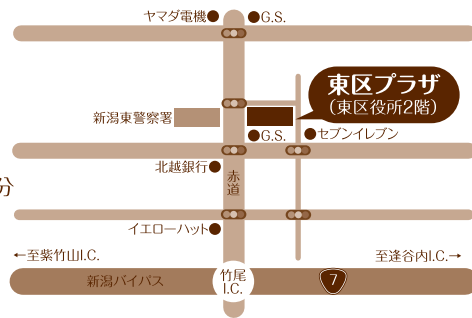 ヤマダ電機
G.S.
東区プラザ
(東区役所2階)
新潟東警察署
G.S.
セブンイレブン
北越銀行
赤道
分
イエローハット
←至紫竹山I.C.
至逢谷内I.C.→
新潟バイパス
竹尾
I.C.
7